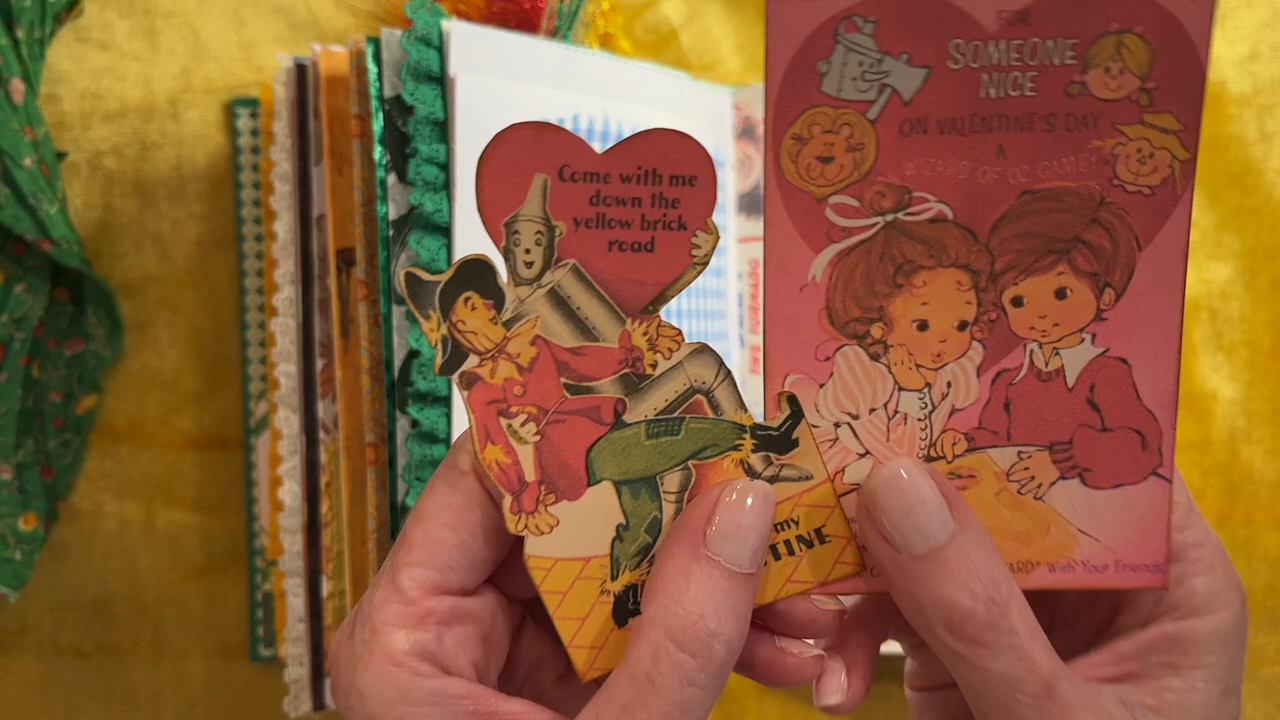 Come with me
down the
yellow brick
road
my
TINE
FOR
SOMEONE
NICE
ON VALENTINE'S DAY
A
WIZARD OF OZ GAME!
ARD" With Your Friends